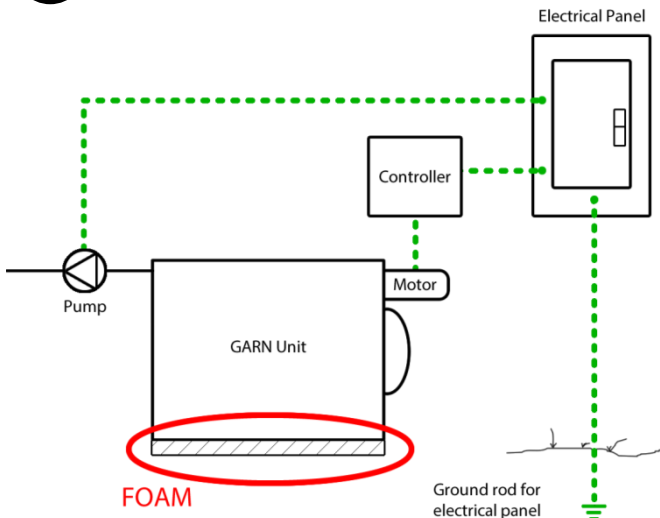 Electrical Panel
Controller
Pump
Motor
GARN Unit
FOAM
Ground rod for
electrical panel